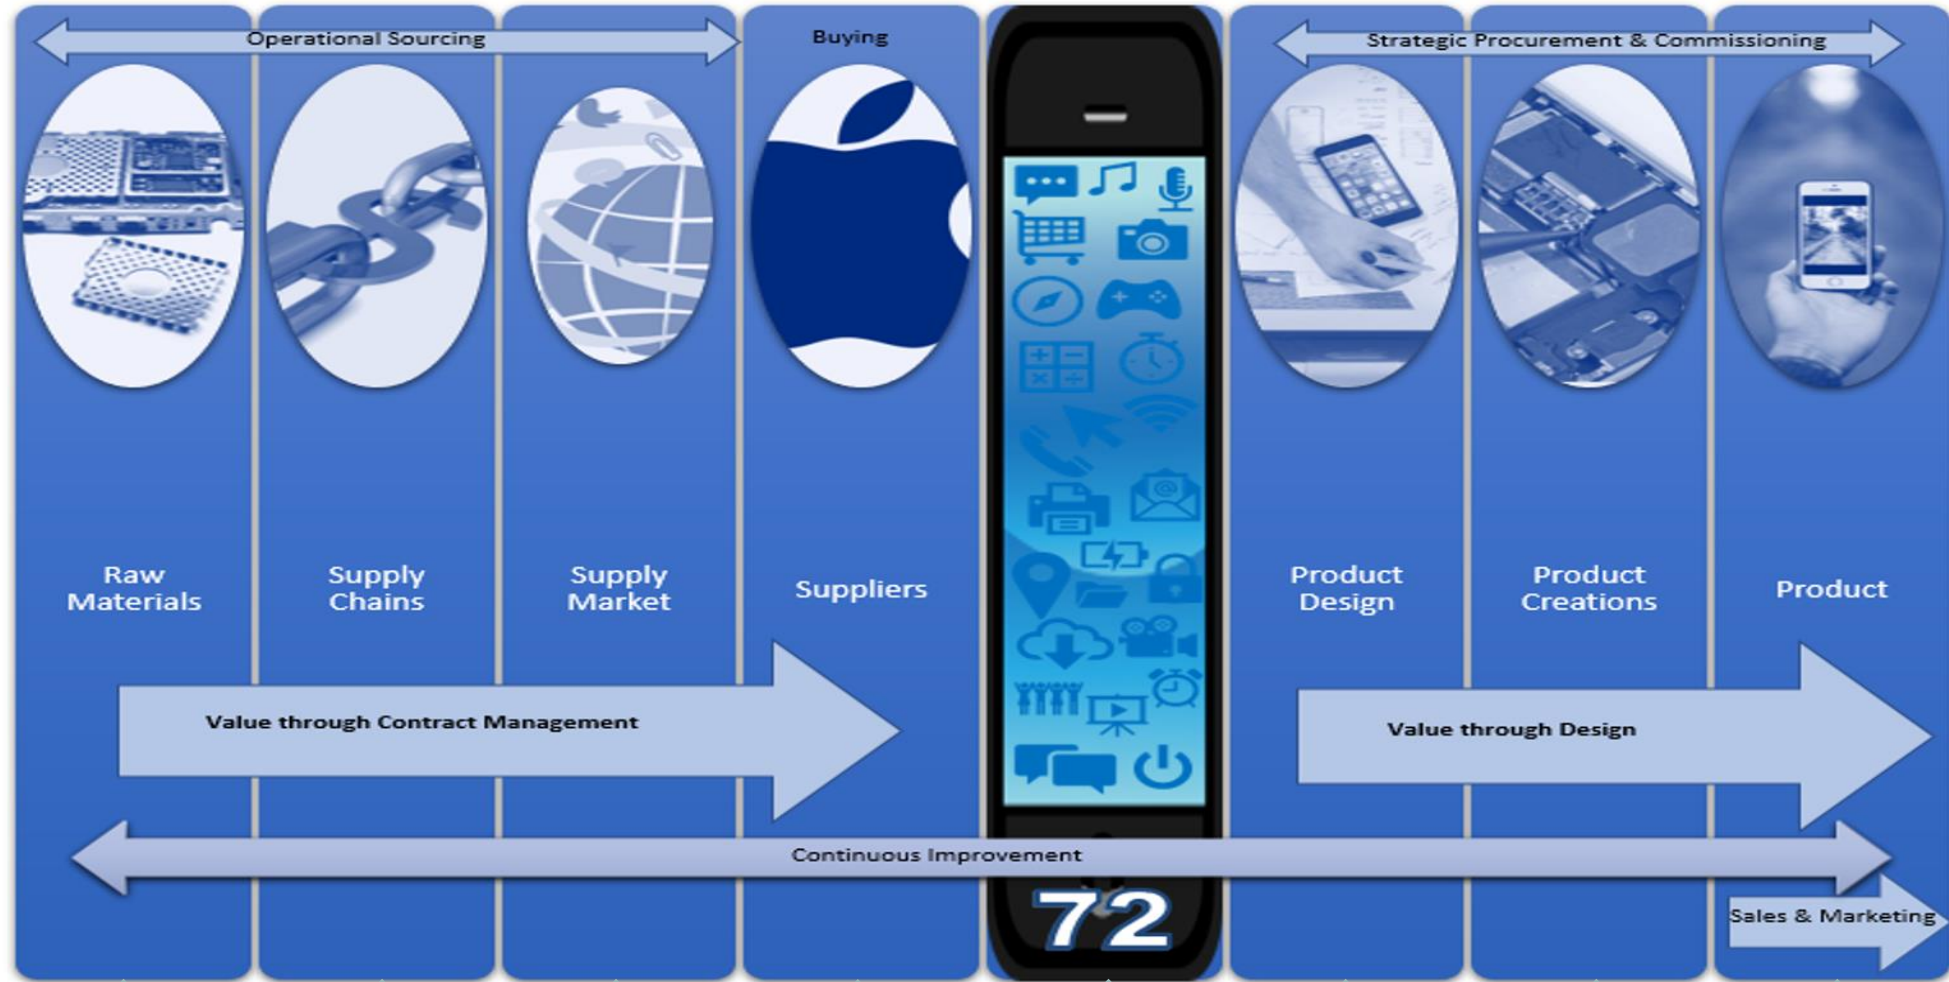 Operational Sourcing
Buying
Strategic Procurement & Commissioning
Raw
Materials
Supply
Chains
Supply
Market
Suppliers
Product
Design
Product
Creations
Product
Value through Contract Management
Value through Design
Continuous Improvement
72
Sales & Marketing